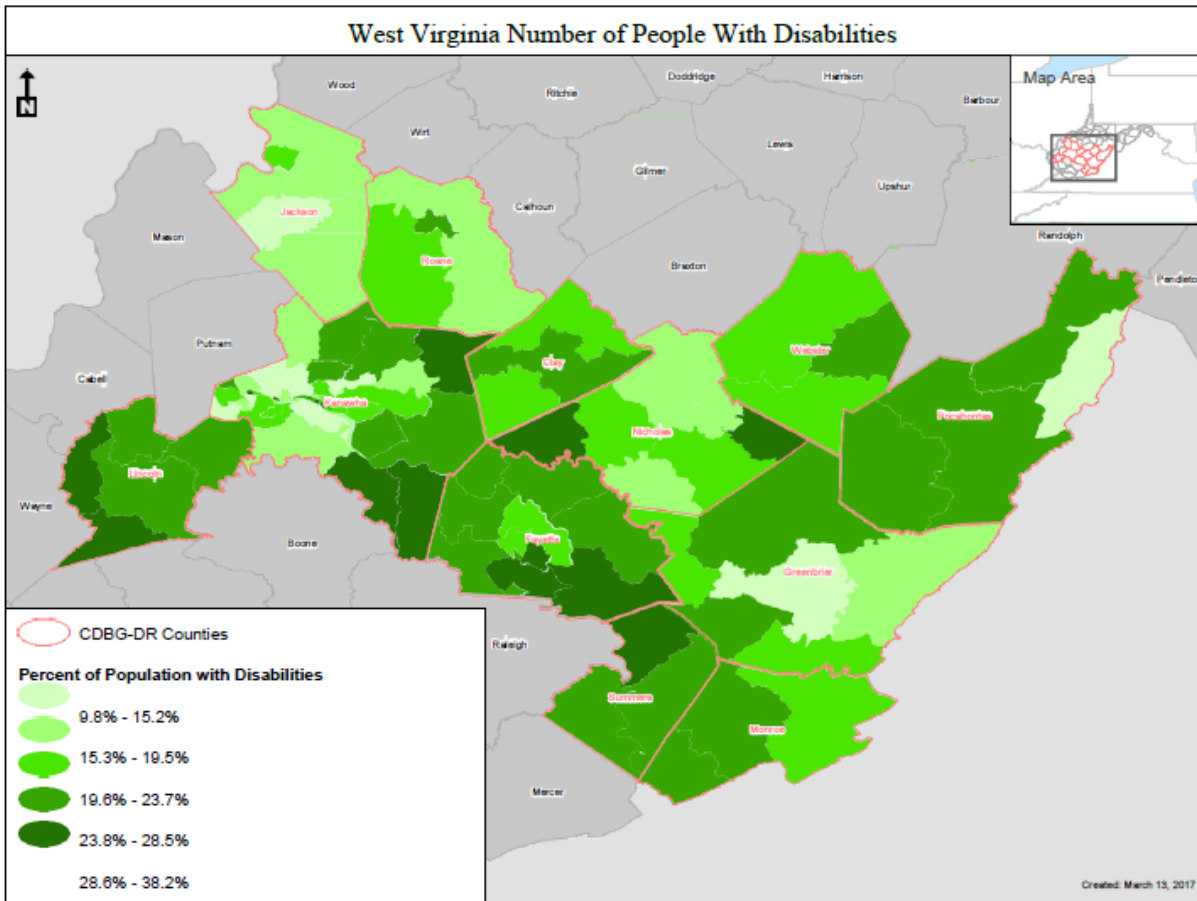 West Virginia Number of People With Disabilities
N
Map Area
Wood
Doddridge
Harrison
Ritchie
Barbour
Wirt
Lewis
Gilmer
Upshur
Calhoun
Jackson
Mason
Randolph
Roane
Braxton
Pendleton
Putnam
Webster
Clay
Cabell
Kanawha
Pocahontas
Nicholas
Lincoln
Wayne
Boone
Fayette
Greenbrier
Raleigh
Summers
Monroe
Mercer
CDBG-DR Counties
Percent of Population with Disabilities
9.8% - 15.2%
15.3% - 19.5%
19.6% - 23.7%
23.8% - 28.5%
28.6% - 38.2%
Created: March 13, 2017